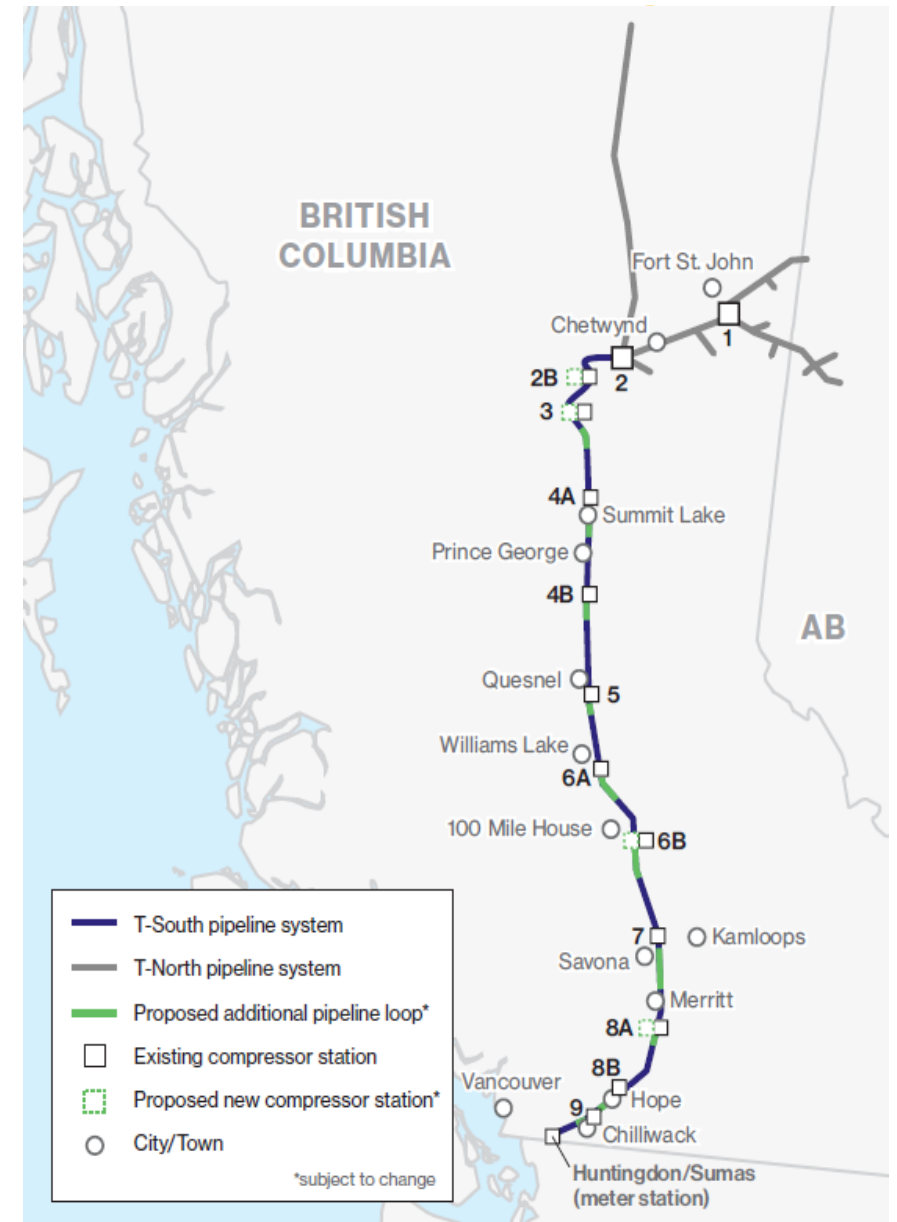 BRITISH
COLUMBIA
Fort St. John
Chetwynd
1
2
2B
3
4A
Summit Lake
Prince George
4B
AB
Quesnel
5
Williams Lake
6A
100 Mile House
6B
7
Kamloops
Savona
Merritt
8A
8B
Vancouver
Hope
9
Chilliwack
Huntingdon/Sumas
(meter station)
T-South pipeline system
T-North pipeline system
Proposed additional pipeline loop*
Existing compressor station
Proposed new compressor station*
City/Town
*subject to change